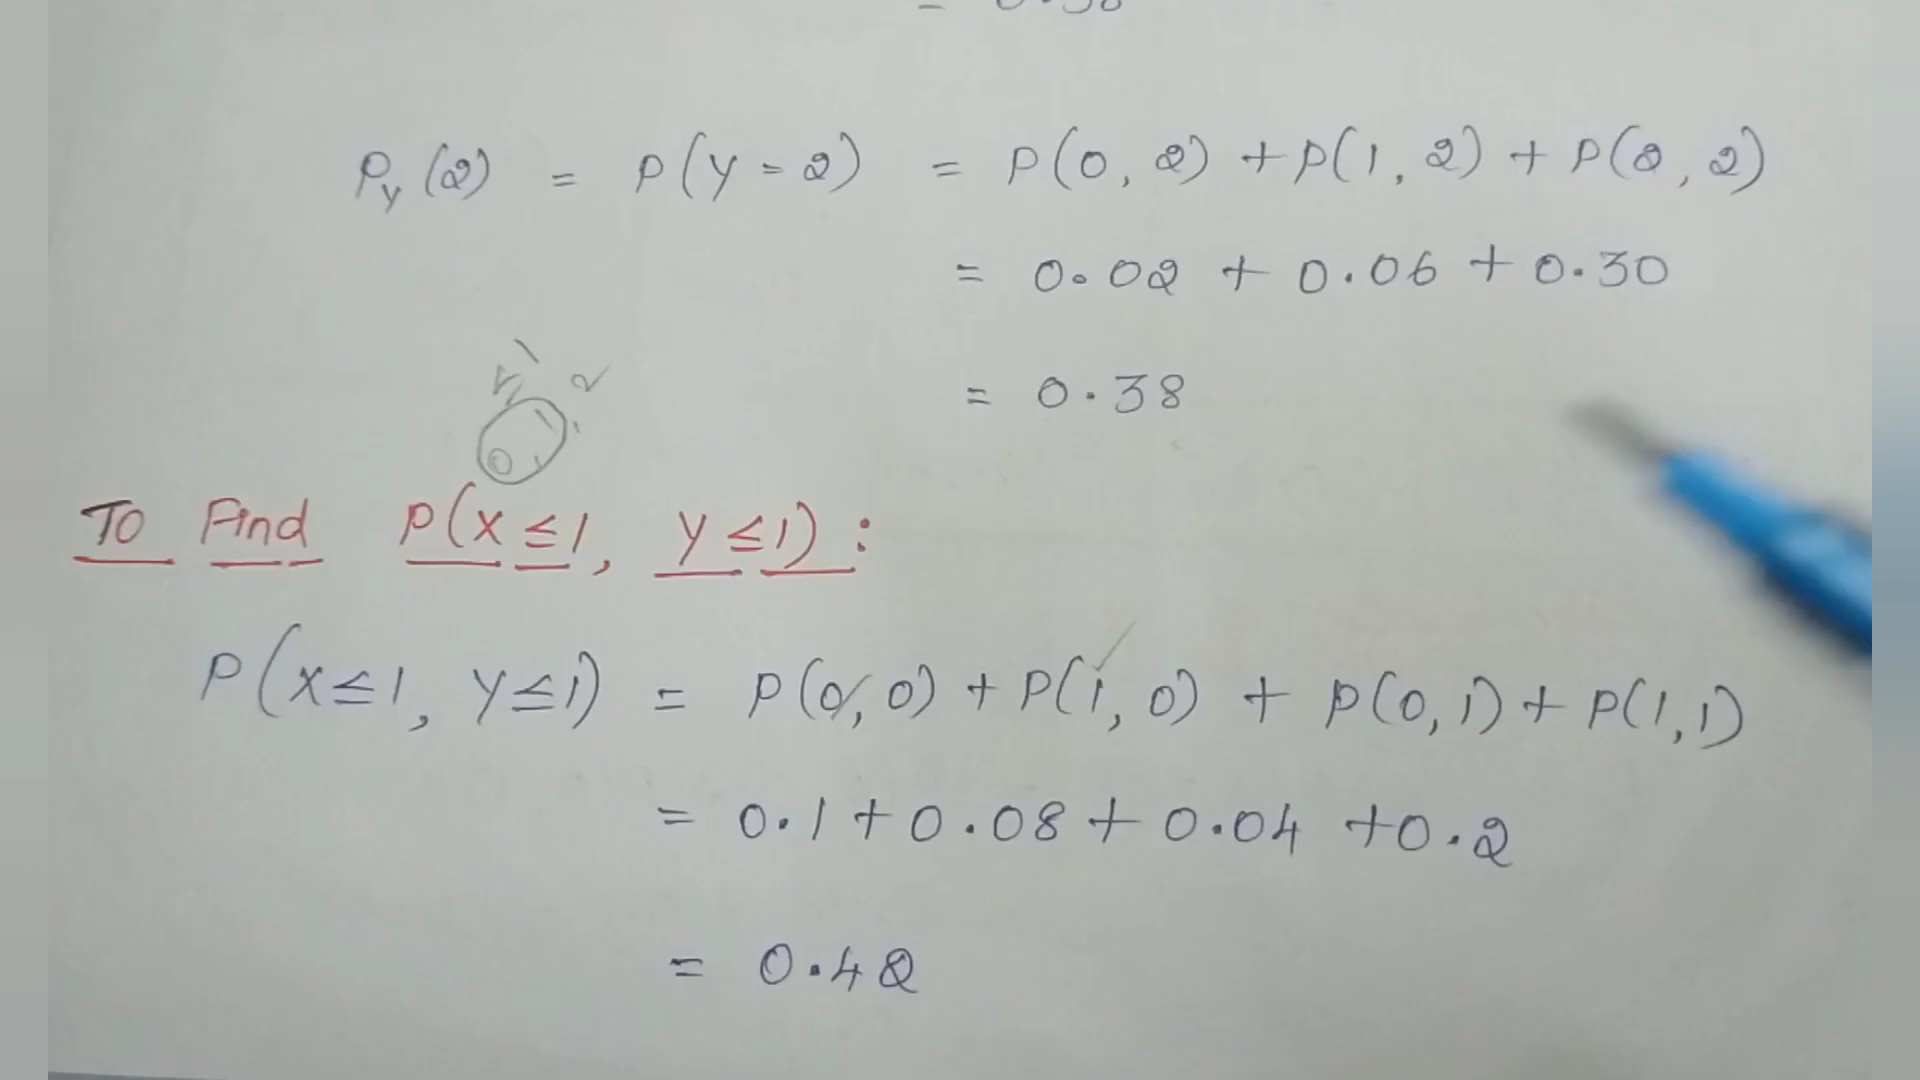 P_Y(2) = P(Y=2) = P(0,2) + P(1,2) + P(2,2)
= 0.02 + 0.06 + 0.30
= 0.38
To Find P(X≤1, Y≤1):
P(X≤1, Y≤1) = P(0,0) + P(1,0) + P(0,1) + P(1,1)
= 0.1 + 0.08 + 0.04 + 0.2
= 0.42